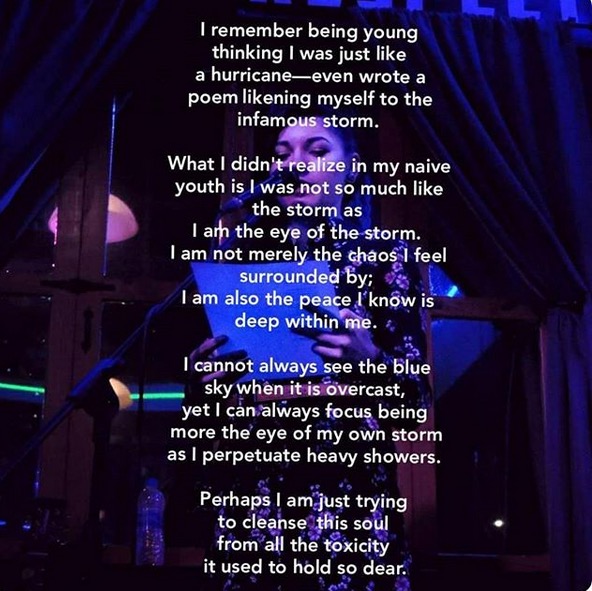 I remember being young
thinking I was just like
a hurricane—even wrote a
poem likening myself to the
infamous storm.
What I didn't realize in my naive
youth is I was not so much like
the storm as
I am the eye of the storm.
I am not merely the chaos I feel
surrounded by;
I am also the peace I know is
deep within me.
I cannot always see the blue
sky when it is overcast,
yet I can always focus being
more the eye of my own storm
as I perpetuate heavy showers.
Perhaps I am just trying
to cleanse this soul
from all the toxicity
it used to hold so dear.